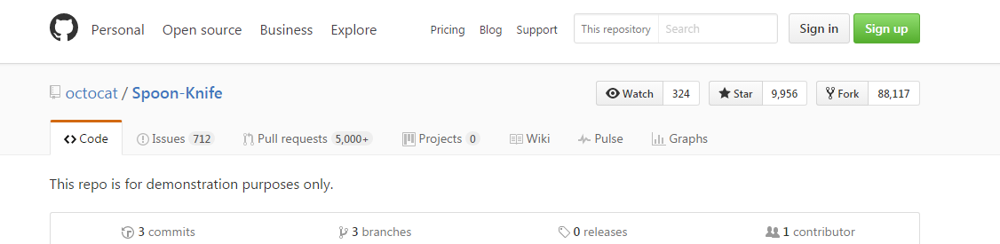 Personal Open source Business Explore Pricing Blog Support This repository Search Sign in Sign up
octocat / Spoon-Knife Watch 324 Star 9,956 Fork 88,117
Code Issues 712 Pull requests 5,000+ Projects 0 Wiki Pulse Graphs
This repo is for demonstration purposes only.
3 commits 3 branches 0 releases 1 contributor